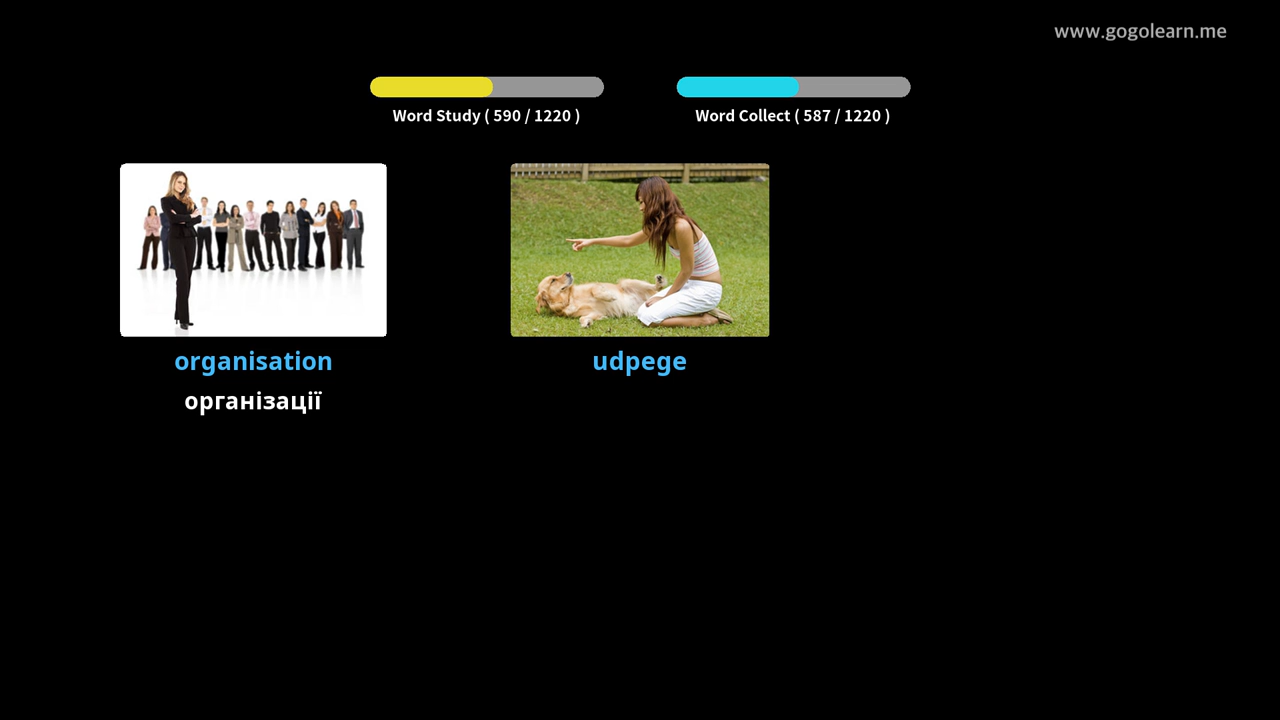 www.gogolearn.me
Word Study ( 590 / 1220 )
Word Collect ( 587 / 1220 )
organisation
udpege
організації